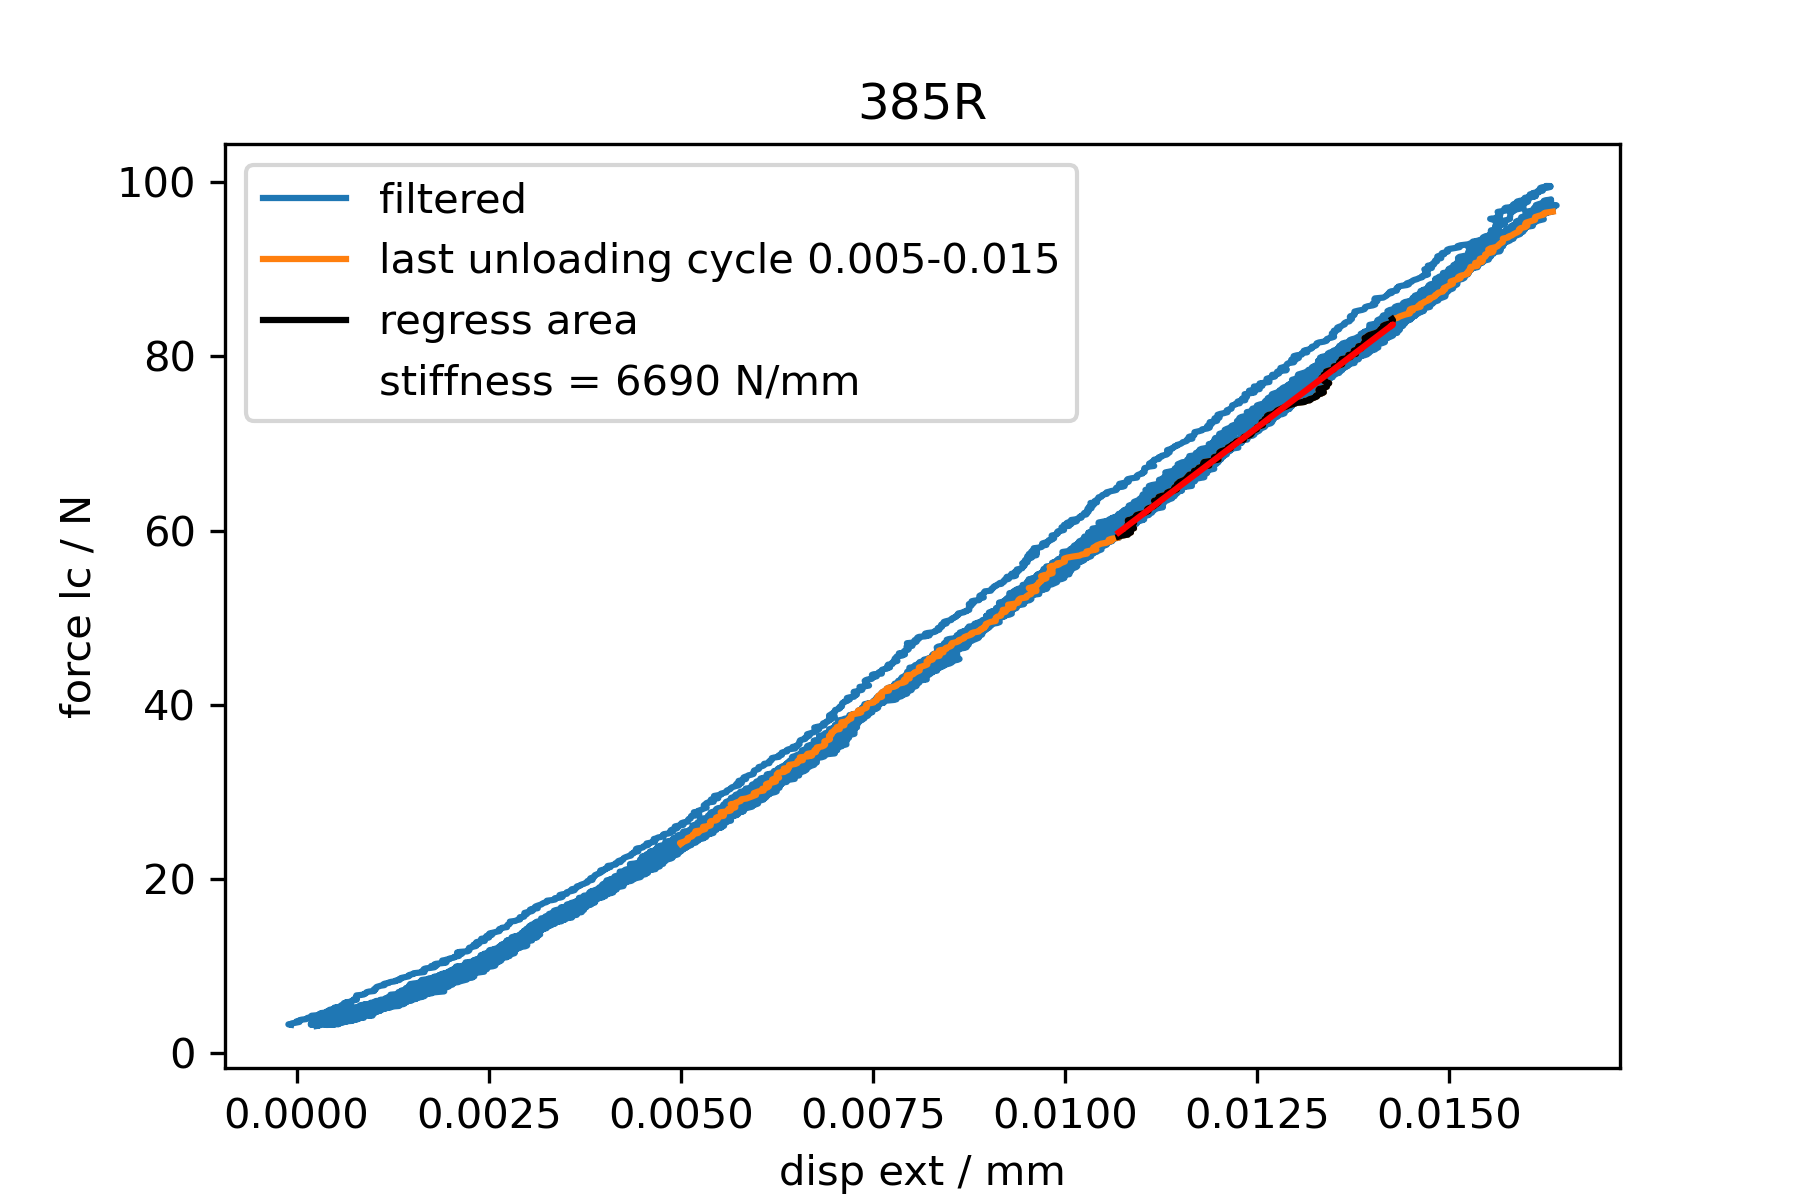 385R
100
80
60
40
20
0
force lc / N
filtered
last unloading cycle 0.005-0.015
regress area
stiffness = 6690 N/mm
0.0000 0.0025 0.0050 0.0075 0.0100 0.0125 0.0150
disp ext / mm